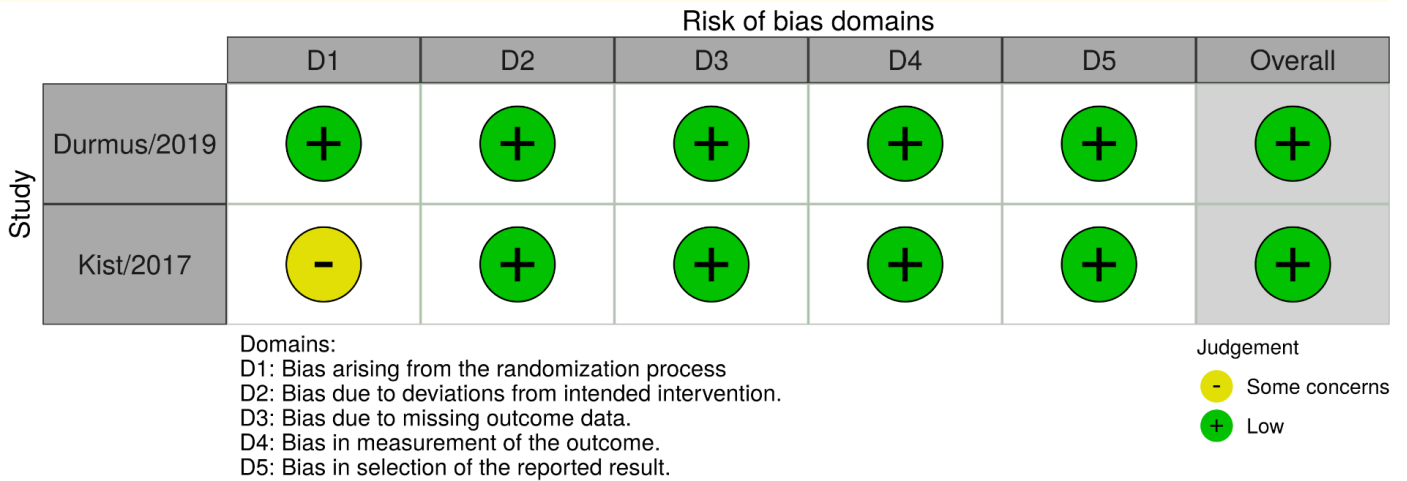 Risk of bias domains
D1 D2 D3 D4 D5 Overall
Study
Durmus/2019 + + + + + +
Kist/2017 - + + + + +
Domains:
D1: Bias arising from the randomization process
D2: Bias due to deviations from intended intervention.
D3: Bias due to missing outcome data.
D4: Bias in measurement of the outcome.
D5: Bias in selection of the reported result.
Judgement
- Some concerns
+ Low